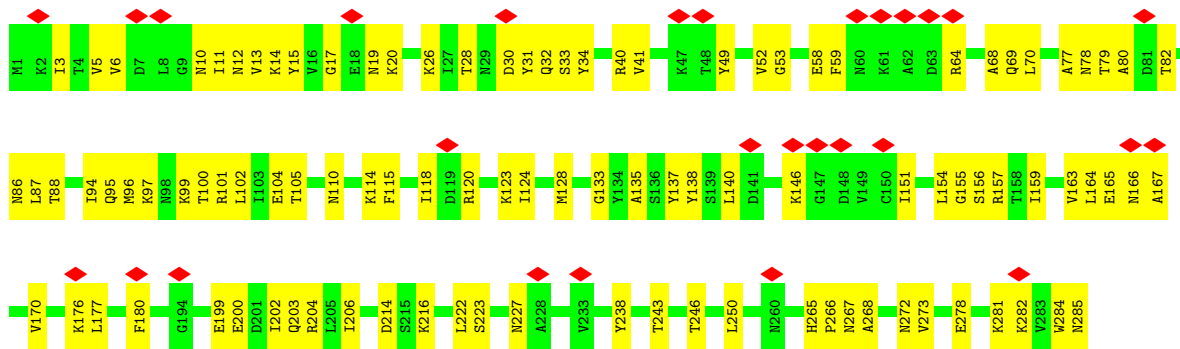 M1 K2 I3 T4 V5 V6 D7 L8 G9 N10 I11 N12 V13 K14 Y15 V16 G17 E18 N19 K20 K26 I27 T28 N29 D30 Y31 Q32 S33 Y34 R40 V41 K47 T48 Y49 V52 G53 E58 F59 N60 K61 A62 D63 R64 A68 Q69 L70 A77 N78 T79 A80 D81 T82
N86 L87 T88 I94 Q95 M96 K97 N98 K99 T100 R101 L102 I103 E104 T105 N110 K114 F115 I118 D119 R120 K123 I124 M128 G133 Y134 A135 S136 Y137 Y138 S139 L140 D141 K146 G147 D148 V149 C150 I151 L154 G155 S156 R157 T158 I159 V163 L164 E165 N166 A167
V170 K176 L177 F180 G194 E199 E200 D201 I202 Q203 R204 L205 I206 D214 S215 K216 L222 S223 N227 A228 V233 Y238 T243 T246 L250 N260 H265 P266 N267 A268 N272 V273 E278 K281 K282 V283 W284 N285